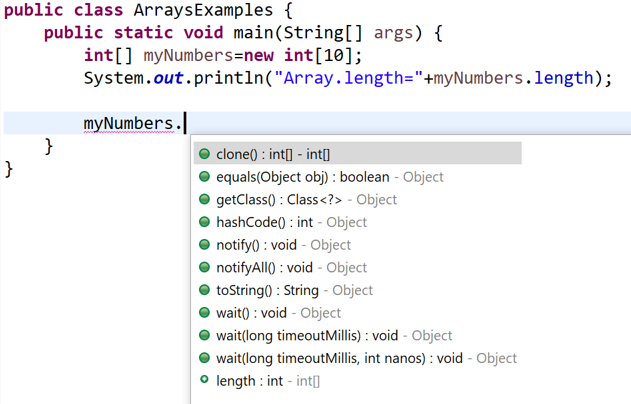 public class ArraysExamples {
public static void main(String[] args) {
int[] myNumbers=new int[10];
System.out.println("Array.length="+myNumbers.length);
myNumbers.
}
}
clone() : int[] - int[]
equals(Object obj) : boolean - Object
getClass() : Class<?> - Object
hashCode() : int - Object
notify() : void - Object
notifyAll() : void - Object
toString() : String - Object
wait() : void - Object
wait(long timeoutMillis) : void - Object
wait(long timeoutMillis, int nanos) : void - Object
length : int - int[]